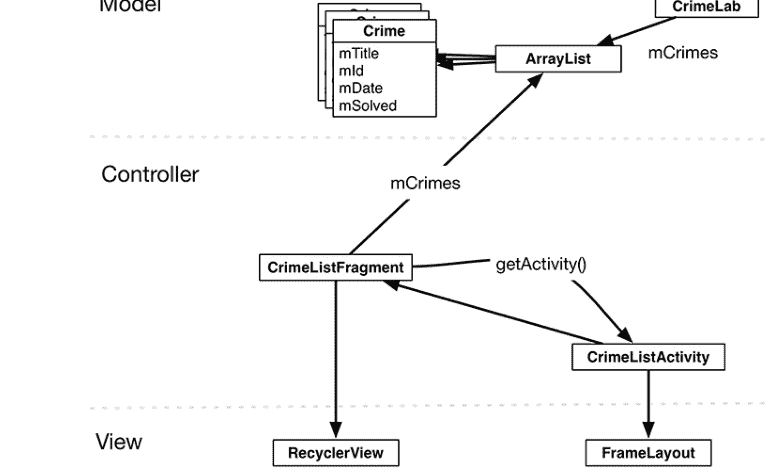 Model
CrimeLab
Crime
mTitle
mId
mDate
mSolved
ArrayList
mCrimes
Controller
mCrimes
CrimeListFragment
getActivity()
CrimeListActivity
View
RecyclerView
FrameLayout